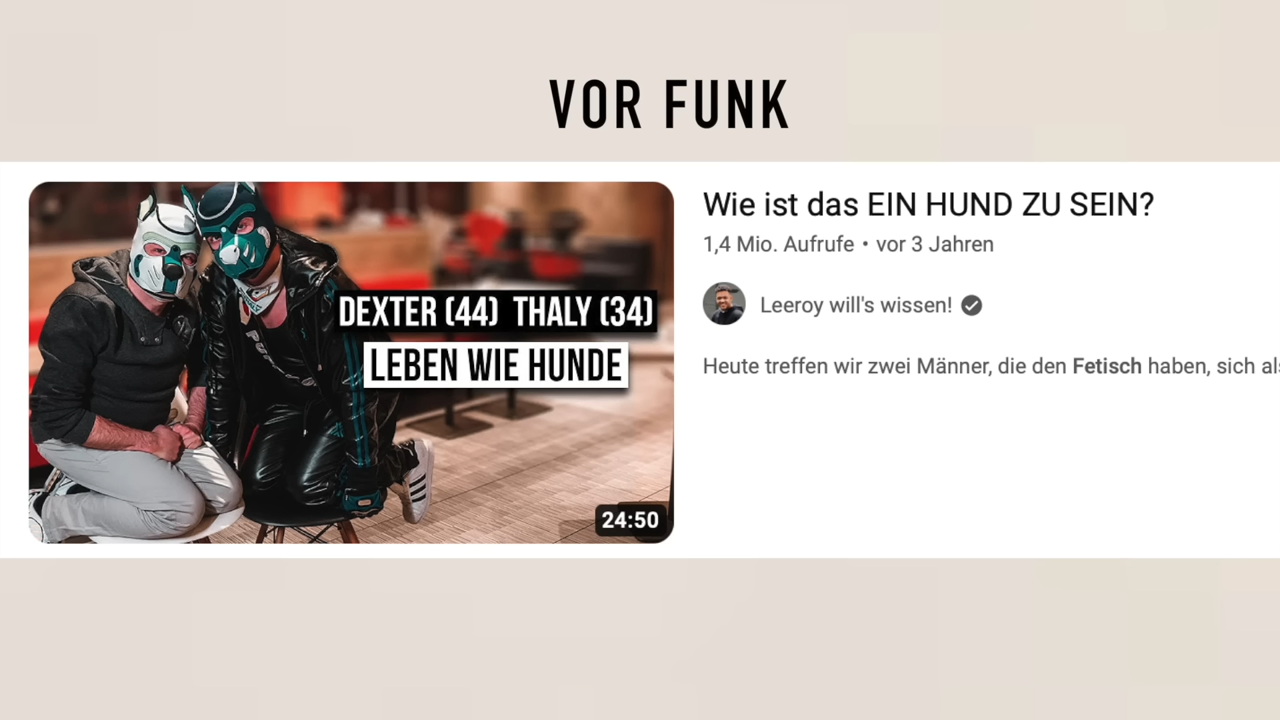 VOR FUNK
DEXTER (44) THALY (34)
LEBEN WIE HUNDE
24:50
Wie ist das EIN HUND ZU SEIN?
1,4 Mio. Aufrufe • vor 3 Jahren
Leeroy will's wissen!
Heute treffen wir zwei Männer, die den Fetisch haben, sich als